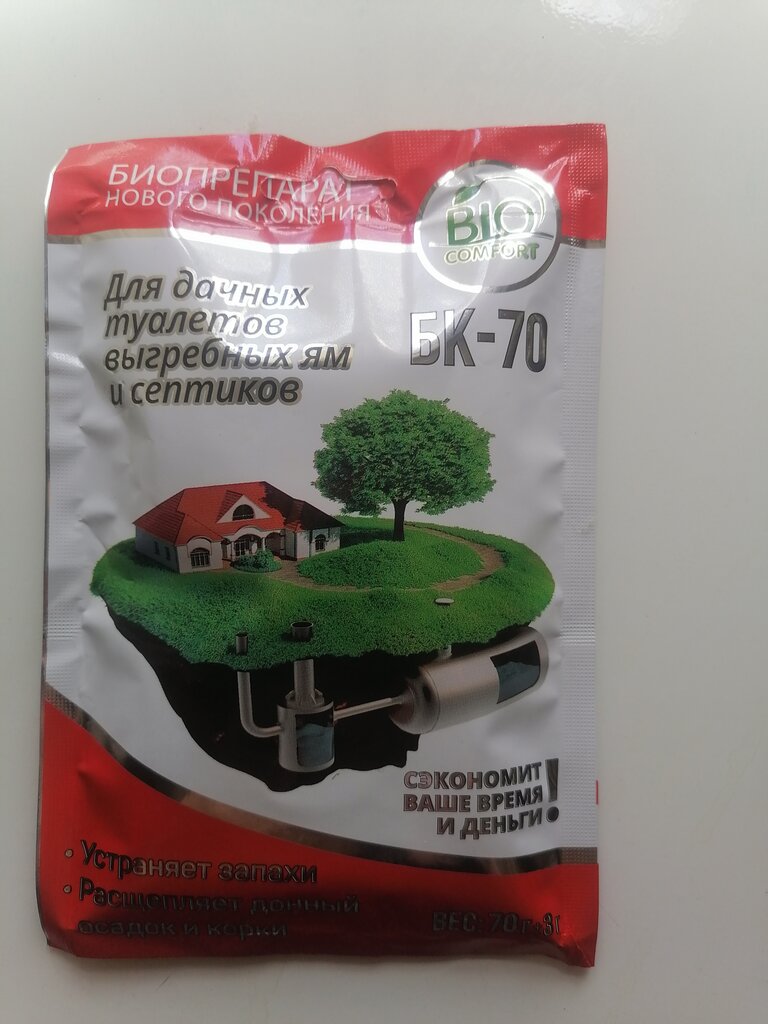 БИОПРЕПАРАТ
НОВОГО ПОКОЛЕНИЯ
BIO
COMFORT
Для дачных
туалетов
выгребных ям
и септиков
БК-70
СЭКОНОМИТ
ВАШЕ ВРЕМЯ
И ДЕНЬГИ!
• Устраняет запахи
• Расщепляет донный
осадок и корки
ВЕС: 70 г